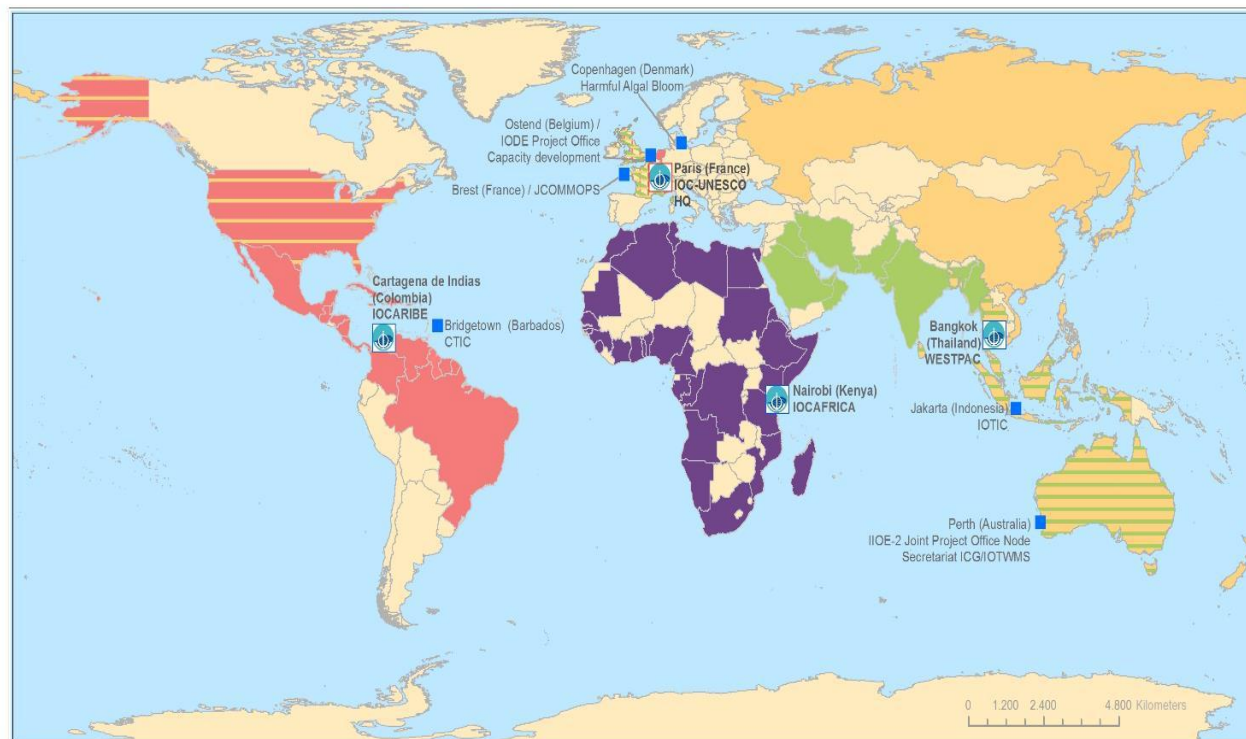 Copenhagen (Denmark)
Harmful Algal Bloom
Ostend (Belgium) /
IODE Project Office
Capacity development
Brest (France) / JCOMMOPS
Paris (France)
IOC-UNESCO
HQ
Cartagena de Indias
(Colombia)
IOCARIBE
Bridgetown (Barbados)
CTIC
Bangkok
(Thailand)
WESTPAC
Nairobi (Kenya)
IOCAFRICA
Jakarta (Indonesia)
IOTIC
Perth (Australia)
IIOE-2 Joint Project Office Node
Secretariat ICG/IOTWMS
0 1.200 2.400 4.800 Kilometers